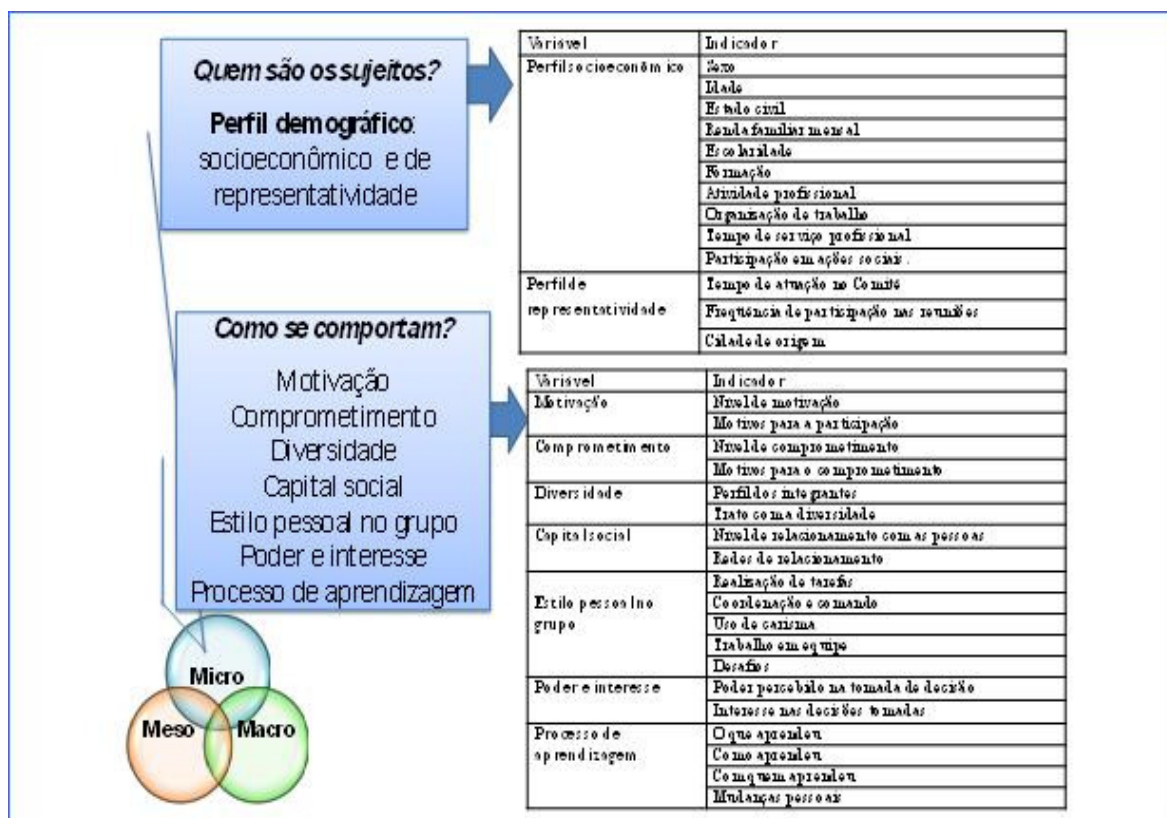 Quem são os sujeitos?
Perfil demográfico:
socioeconômico e de
representatividade
Variável Indicador
Perfil socioeconômico Sexo
Idade
Estado civil
Renda familiar mensal
Escolaridade
Formação
Atividade profissional
Organização de trabalho
Tempo de serviço profissional
Participação em ações sociais.
Perfil de Tempo de atuação no Comitê
representatividade Freqüência de participação nas reuniões
Cidade de origem
Como se comportam?
Motivação
Comprometimento
Diversidade
Capital social
Estilo pessoal no grupo
Poder e interesse
Processo de aprendizagem
Variável Indicador
Motivação Nível de motivação
Motivos para a participação
Comprometimento Nível de comprometimento
Motivos para o comprometimento
Diversidade Perfil dos integrantes
Trato com a diversidade
Capital social Nível de relacionamento com as pessoas
Redes de relacionamento
Realização de tarefas
Estilo pessoal no Coordenação e comando
grupo Uso de carisma
Trabalho em equipe
Desafios
Poder e interesse Poder percebido na tomada de decisão
Interesse nas decisões tomadas
Processo de O que aprendeu
aprendizagem Como aprendeu
Com quem aprendeu
Mudanças pessoais
Micro
Meso Macro